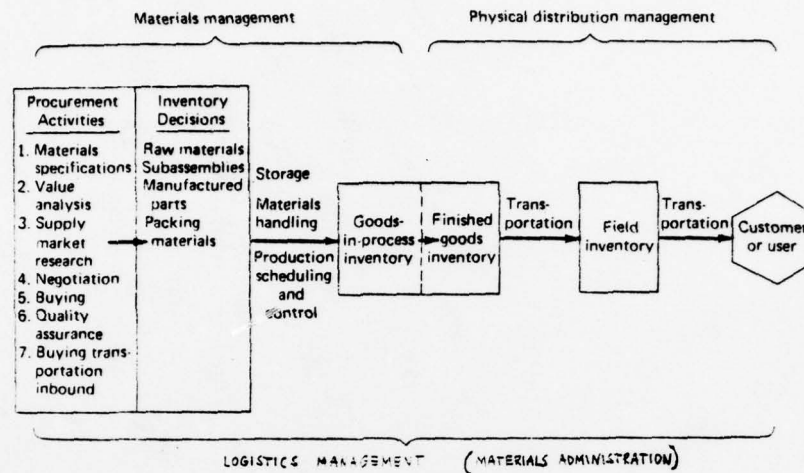 Materials management
Physical distribution management
Procurement
Activities
1. Materials
specifications
2. Value
analysis
3. Supply
market
research
4. Negotiation
5. Buying
6. Quality
assurance
7. Buying trans-
portation
inbound
Inventory
Decisions
Raw materials
Subassemblies
Manufactured
parts
Packing
materials
Storage
Materials
handling
Production
scheduling
and
control
Goods-
in-process
inventory
Finished
goods
inventory
Trans-
portation
Field
inventory
Trans-
portation
Customer
or user
LOGISTICS MANAGEMENT (MATERIALS ADMINISTRATION)